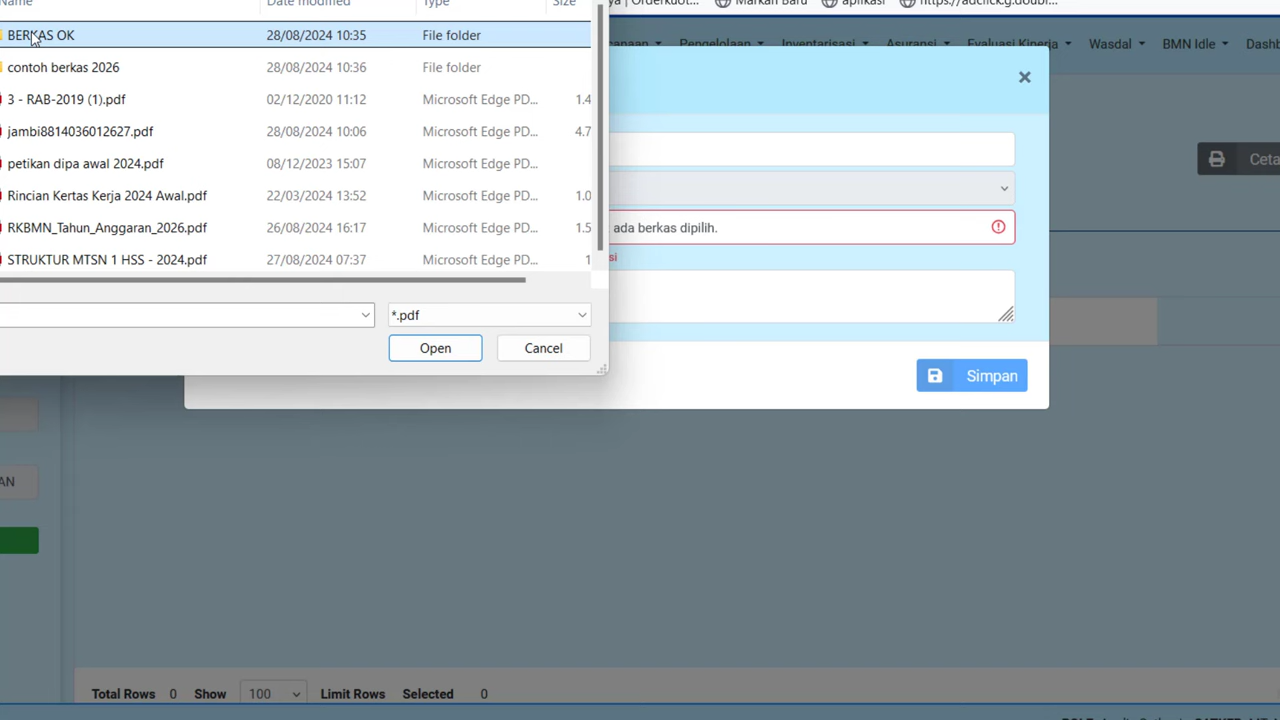 Name Date modified Type Size
BERKAS OK 28/08/2024 10:35 File folder
contoh berkas 2026 28/08/2024 10:36 File folder
3 - RAB-2019 (1).pdf 02/12/2020 11:12 Microsoft Edge PD... 1.4
jambi8814036012627.pdf 28/08/2024 10:06 Microsoft Edge PD... 4.7
petikan dipa awal 2024.pdf 08/12/2023 15:07 Microsoft Edge PD...
Rincian Kertas Kerja 2024 Awal.pdf 22/03/2024 13:52 Microsoft Edge PD... 1.0
RKBMN_Tahun_Anggaran_2026.pdf 26/08/2024 16:17 Microsoft Edge PD... 1.5
STRUKTUR MTSN 1 HSS - 2024.pdf 27/08/2024 07:37 Microsoft Edge PD... 1
*.pdf
Open Cancel
ya | Orderkuot... Markan Baru aplikasi https://adclick.g.doubl...
canaan Pengelolaan Inventarisasi Asuransi Evaluasi Kinerja Wasdal BMN Idle Dashb
×
Ceta
ada berkas dipilih.
si
Simpan
AN
Total Rows 0 Show 100 Limit Rows Selected 0